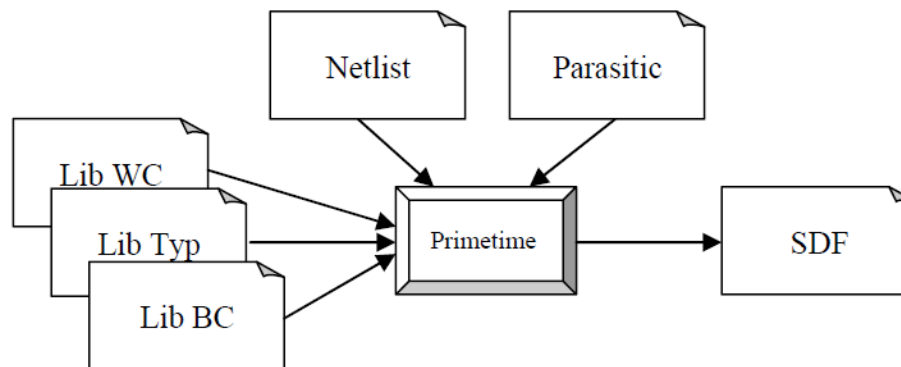 Netlist
Parasitic
Lib WC
Lib Typ
Lib BC
Primetime
SDF